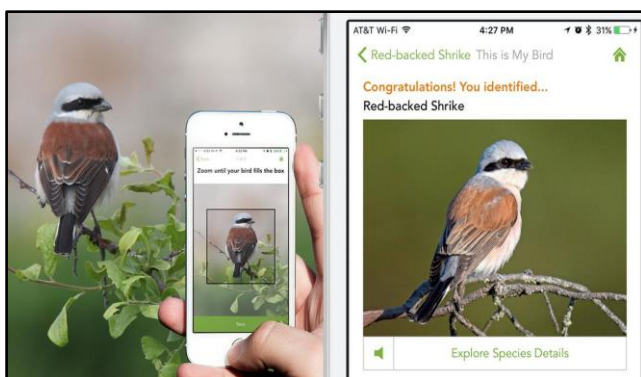 Zoom until your bird fills the box
AT&T Wi-Fi 4:27 PM 31%
Red-backed Shrike This is My Bird
Congratulations! You identified...
Red-backed Shrike
Explore Species Details